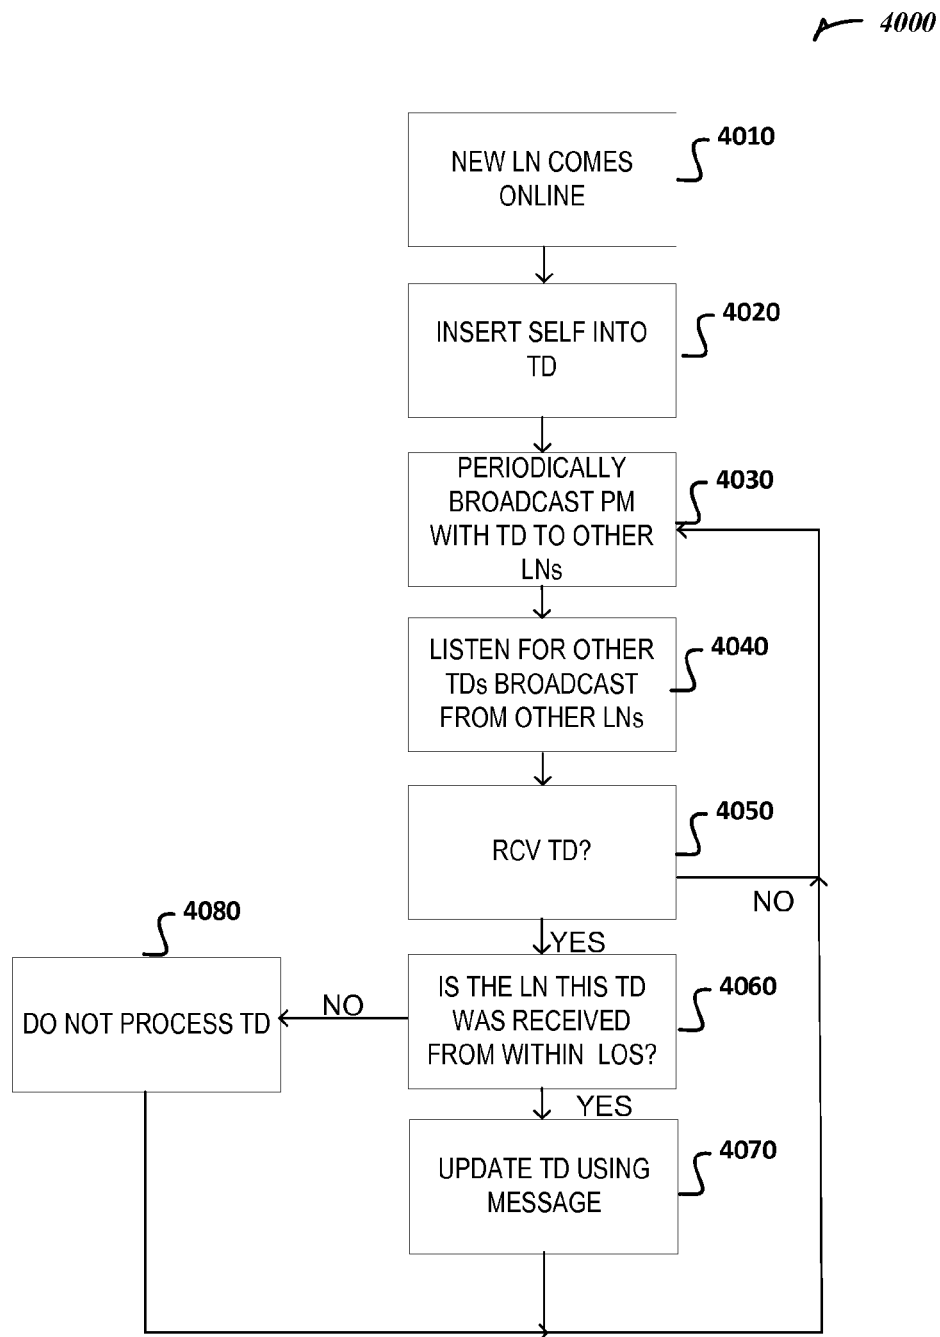 4000
4010
NEW LN COMES
ONLINE
4020
INSERT SELF INTO
TD
4030
PERIODICALLY
BROADCAST PM
WITH TD TO OTHER
LNs
4040
LISTEN FOR OTHER
TDs BROADCAST
FROM OTHER LNs
4050
RCV TD?
NO
YES
4080
DO NOT PROCESS TD
NO
4060
IS THE LN THIS TD
WAS RECEIVED
FROM WITHIN LOS?
YES
4070
UPDATE TD USING
MESSAGE